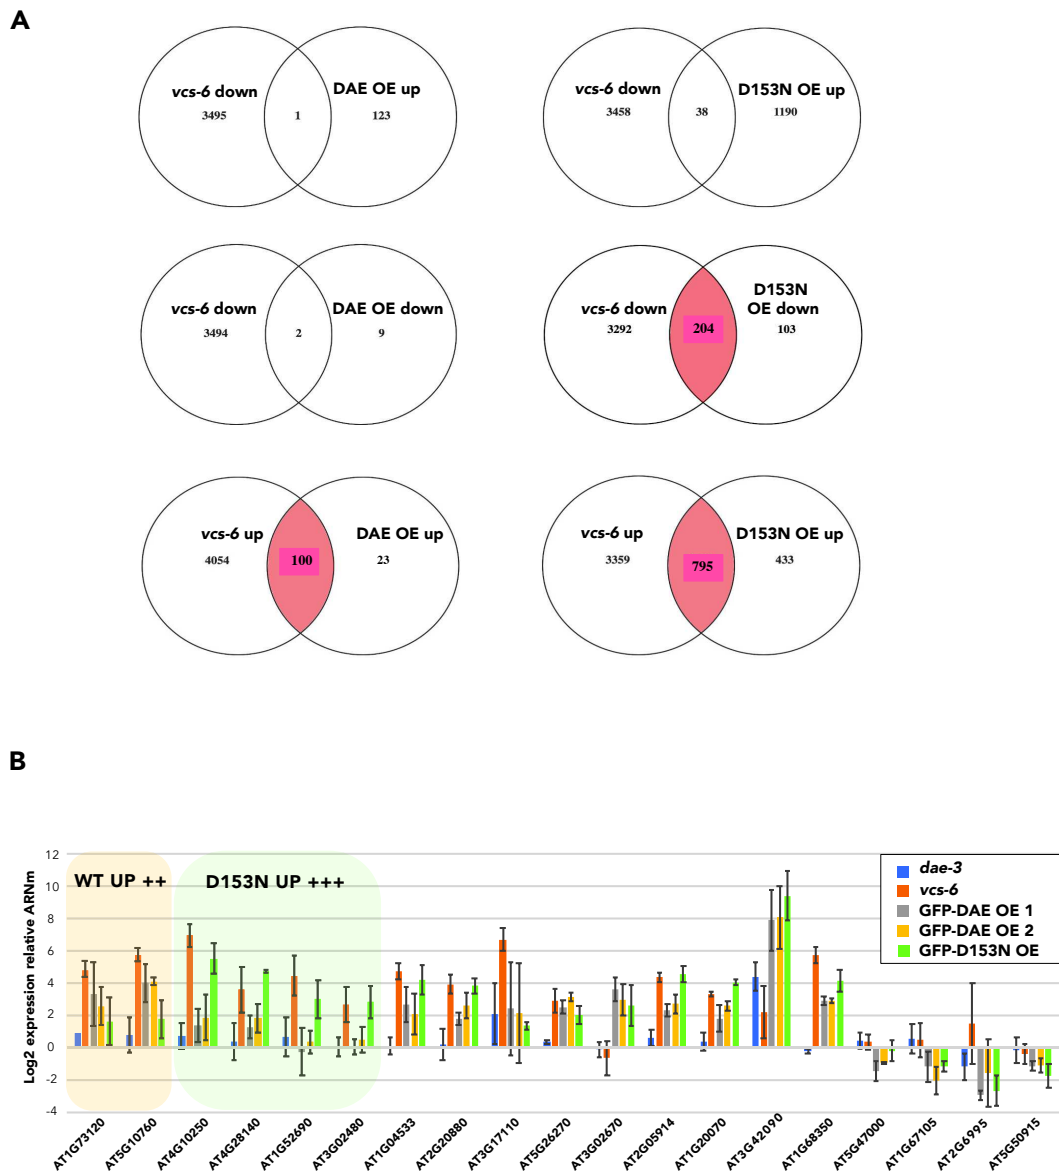 A
vcs-6 down
DAE OE up
3495
1
123
vcs-6 down
D153N OE up
3458
38
1190
vcs-6 down
DAE OE down
3494
2
9
vcs-6 down
D153N
OE down
3292
204
103
vcs-6 up
DAE OE up
4054
100
23
vcs-6 up
D153N OE up
3359
795
433
B
Log2 expression relative ARNm
12
10
8
6
4
2
0
-2
-4
WT UP ++
D153N UP +++
dae-3
vcs-6
GFP-DAE OE 1
GFP-DAE OE 2
GFP-D153N OE
AT1G73120
AT5G10760
AT4G10250
AT4G28140
AT1G52690
AT3G02480
AT1G04533
AT2G20880
AT3G17110
AT5G26270
AT3G02670
AT2G05914
AT1G20070
AT3G42090
AT1G68350
AT5G47000
AT1G67105
AT2G6995
AT5G50915